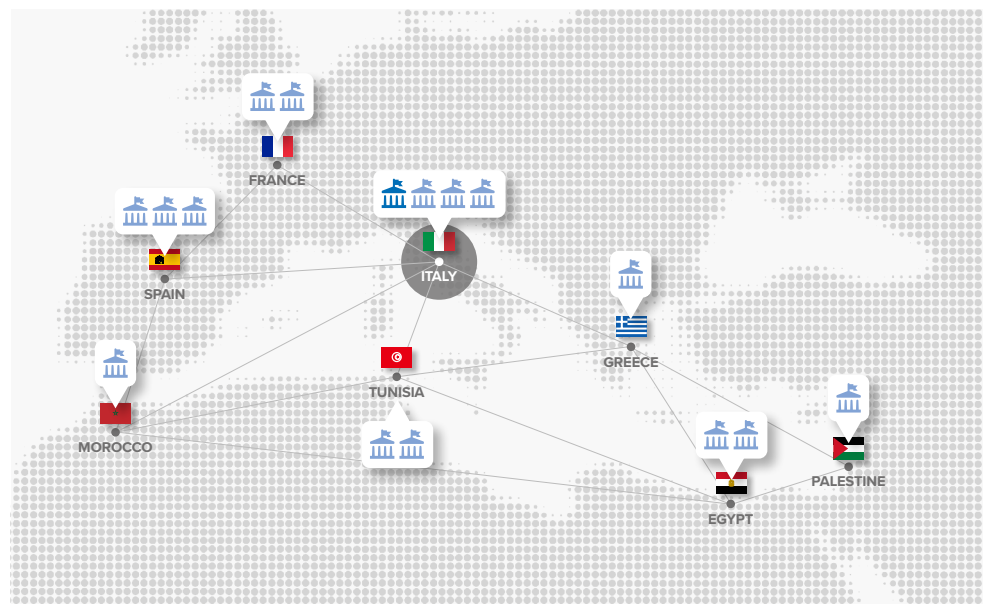 FRANCE
ITALY
SPAIN
GREECE
TUNISIA
MOROCCO
PALESTINE
EGYPT